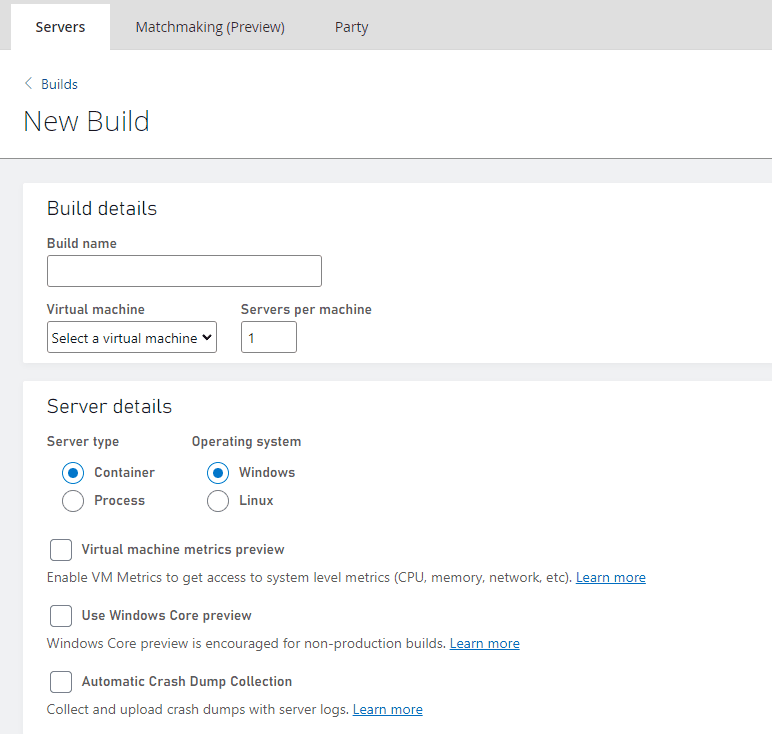 Servers Matchmaking (Preview) Party
Builds
New Build
Build details
Build name
Virtual machine Servers per machine
Select a virtual machine 1
Server details
Server type Operating system
Container Windows
Process Linux
Virtual machine metrics preview
Enable VM Metrics to get access to system level metrics (CPU, memory, network, etc). Learn more
Use Windows Core preview
Windows Core preview is encouraged for non-production builds. Learn more
Automatic Crash Dump Collection
Collect and upload crash dumps with server logs. Learn more